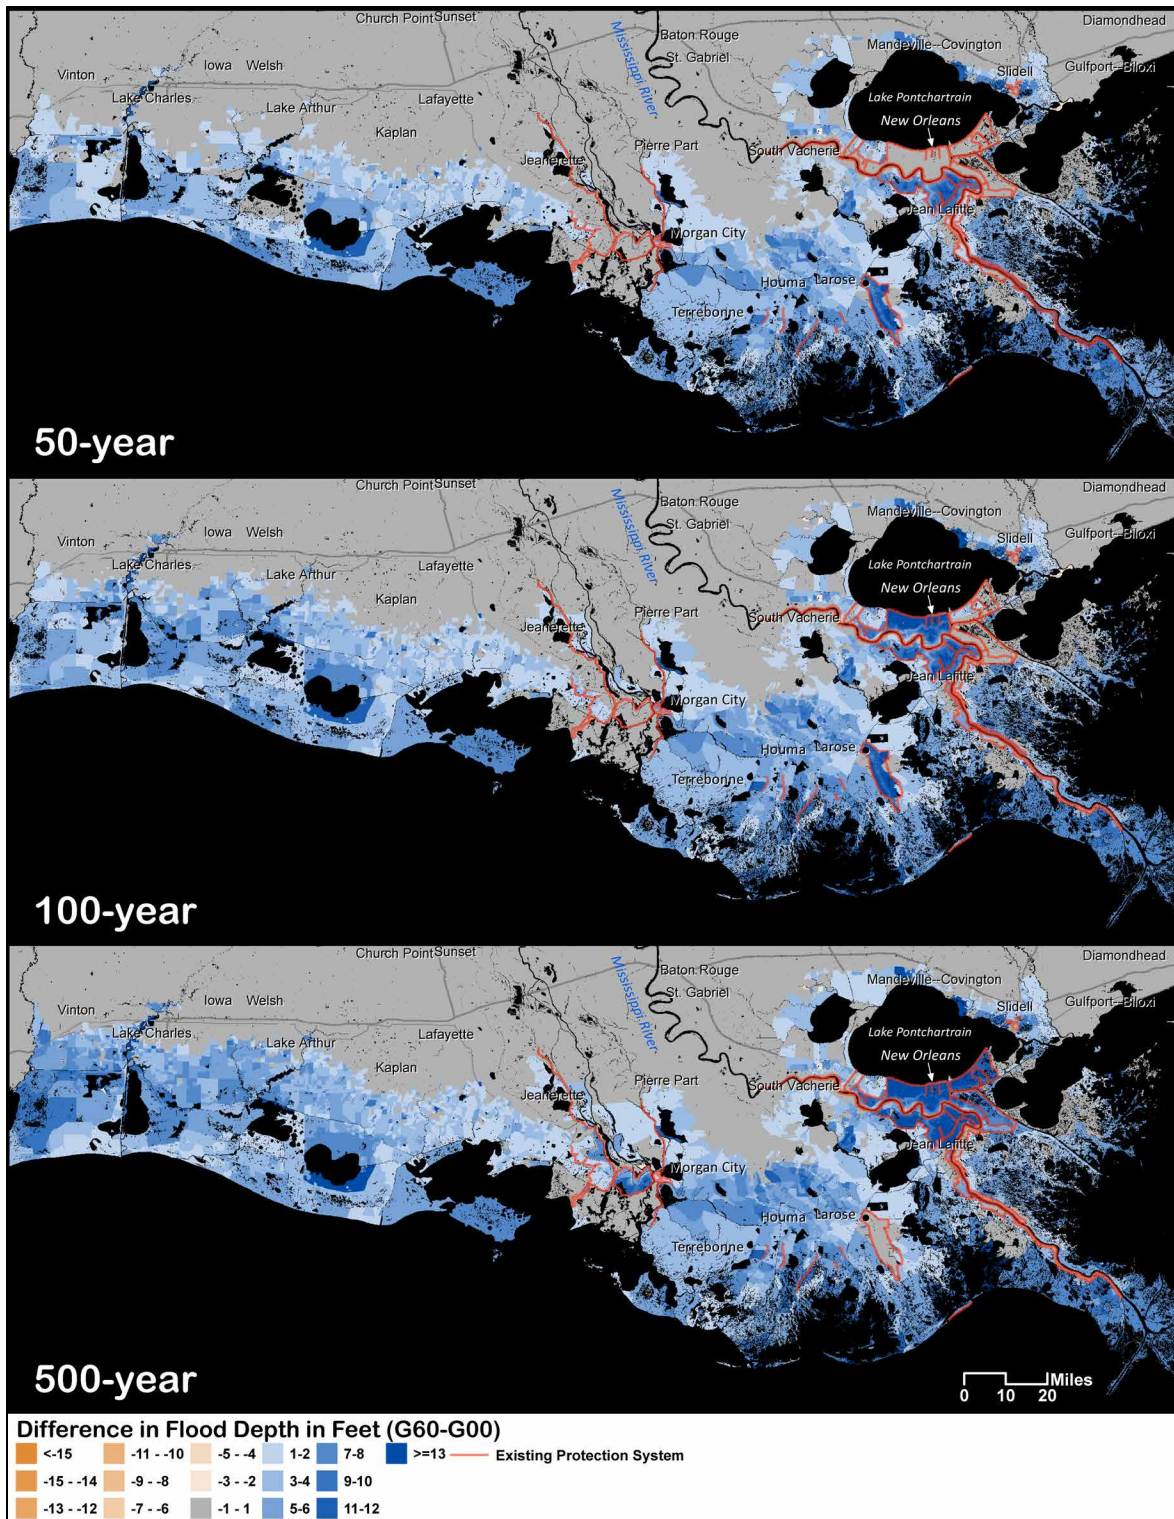 Church Point Sunset
Baton Rouge
Diamondhead
Mississippi River
Mandeville--Covington
St. Gabriel
Iowa Welsh
Gulfport--Biloxi
Vinton
Slidell
Lake Charles
Lafayette
Lake Pontchartrain
Lake Arthur
New Orleans
Kaplan
Pierre Part
South Vacherie
Jeanerette
Jean Lafitte
Morgan City
Houma Larose
Terrebonne
50-year
Church Point Sunset
Diamondhead
Baton Rouge
Mississippi River
Mandeville--Covington
St. Gabriel
Iowa Welsh
Gulfport--Biloxi
Vinton
Slidell
Lake Charles
Lafayette
Lake Pontchartrain
Lake Arthur
New Orleans
Kaplan
Pierre Part
South Vacherie
Jeanerette
Jean Lafitte
Morgan City
Houma Larose
Terrebonne
100-year
Church Point Sunset
Diamondhead
Baton Rouge
Mississippi River
Mandeville--Covington
St. Gabriel
Iowa Welsh
Gulfport--Biloxi
Vinton
Slidell
Lake Charles
Lafayette
Lake Pontchartrain
Lake Arthur
New Orleans
Kaplan
Pierre Part
South Vacherie
Jeanerette
Jean Lafitte
Morgan City
Houma Larose
Terrebonne
500-year
Miles
0 10 20
Difference in Flood Depth in Feet (G60-G00)
<-15 -11 - -10 -5 - -4 1-2 7-8 >=13 Existing Protection System
-15 - -14 -9 - -8 -3 - -2 3-4 9-10
-13 - -12 -7 - -6 -1 - 1 5-6 11-12